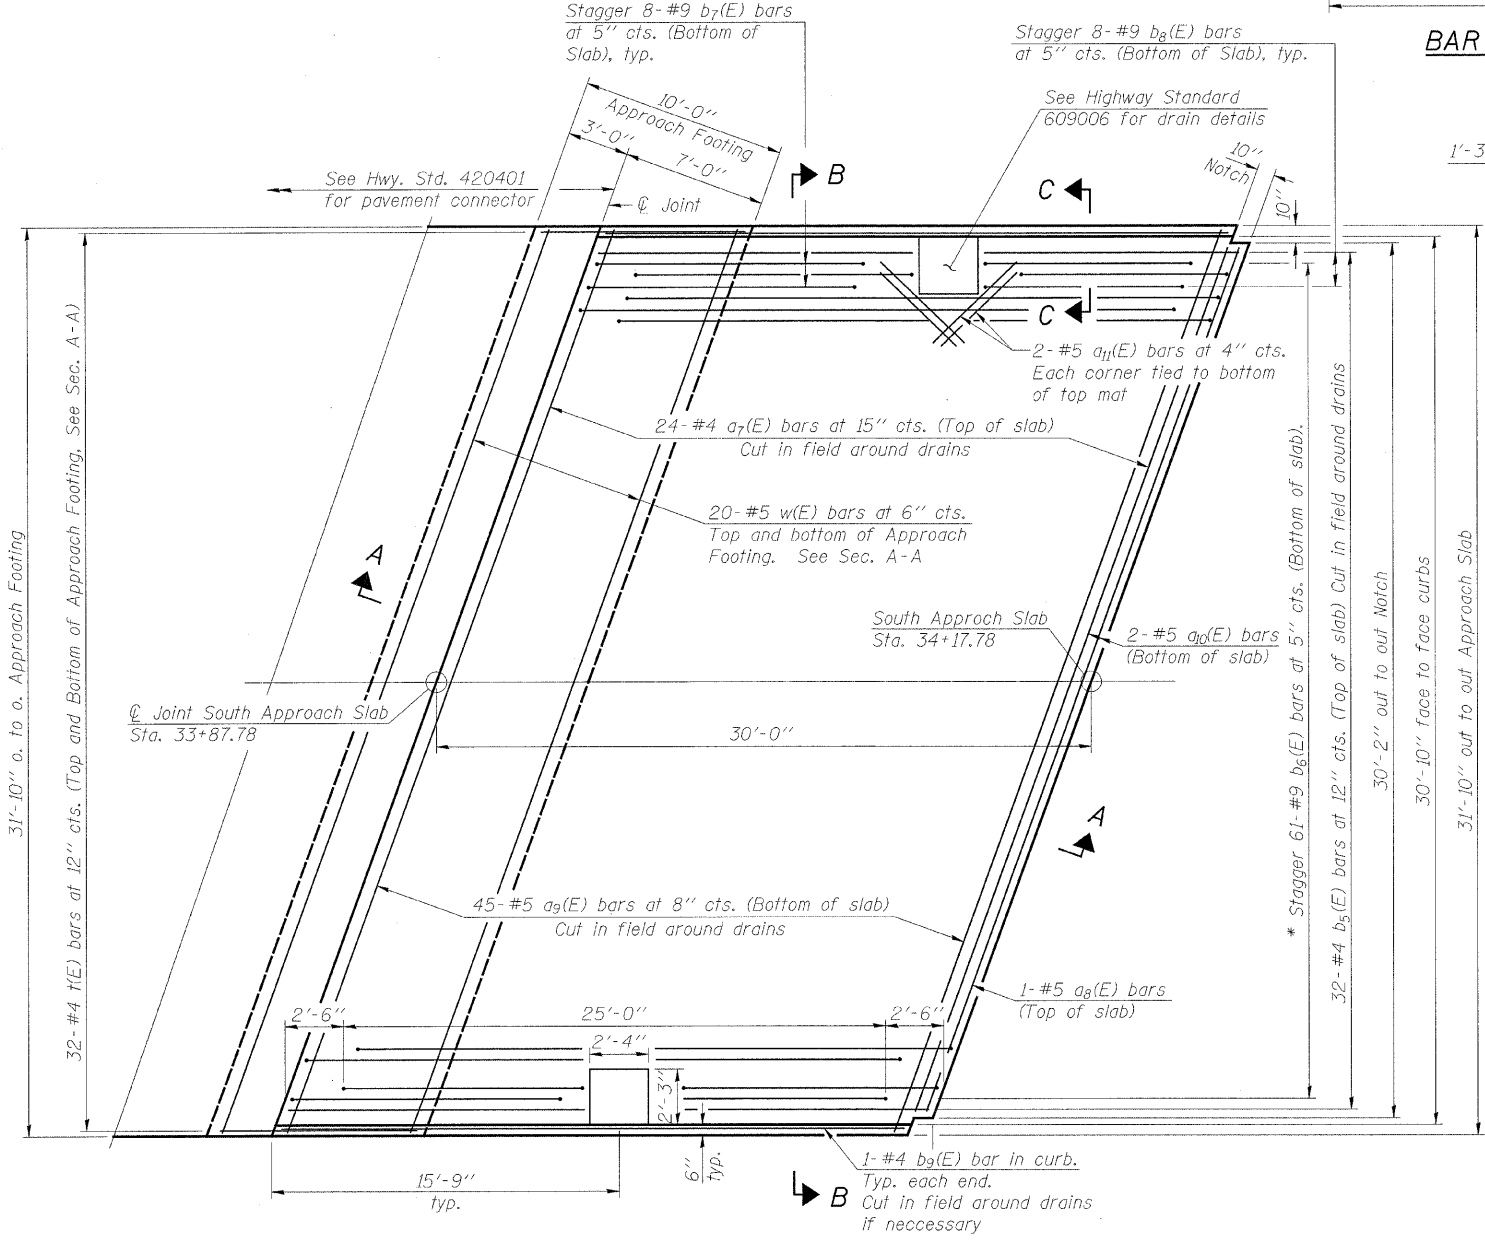 Stagger 8-#9 b7(E) bars
at 5" cts. (Bottom of
Slab), typ.
Stagger 8-#9 b8(E) bars
at 5" cts. (Bottom of Slab), typ.
BAR
See Highway Standard
609006 for drain details
10'-0"
Approach Footing
3'-0"
7'-0"
B
C
10"
Notch
10"
1'-3
See Hwy. Std. 420401
for pavement connector
℄ Joint
C
2-#5 a11(E) bars at 4" cts.
Each corner tied to bottom
of top mat
24-#4 a7(E) bars at 15" cts. (Top of slab)
Cut in field around drains
20-#5 w(E) bars at 6" cts.
Top and bottom of Approach
Footing. See Sec. A-A
A
South Approch Slab
Sta. 34+17.78
2-#5 a10(E) bars
(Bottom of slab)
℄ Joint South Approach Slab
Sta. 33+87.78
30'-0"
A
45-#5 a9(E) bars at 8" cts. (Bottom of slab)
Cut in field around drains
1-#5 a8(E) bars
(Top of slab)
2'-6"
25'-0"
2'-6"
2'-4"
2'-3"
15'-9"
typ.
6"
typ.
B
1-#4 b9(E) bar in curb.
Typ. each end.
Cut in field around drains
if neccessary
31'-10" o. to o. Approach Footing
32-#4 t(E) bars at 12" cts. (Top and Bottom of Approach Footing, See Sec. A-A)
* Stagger 61-#9 b6(E) bars at 5" cts. (Bottom of slab).
32-#4 b5(E) bars at 12" cts. (Top of slab) Cut in field around drains
30'-2" out to out Notch
30'-10" face to face curbs
31'-10" out to out Approach Slab